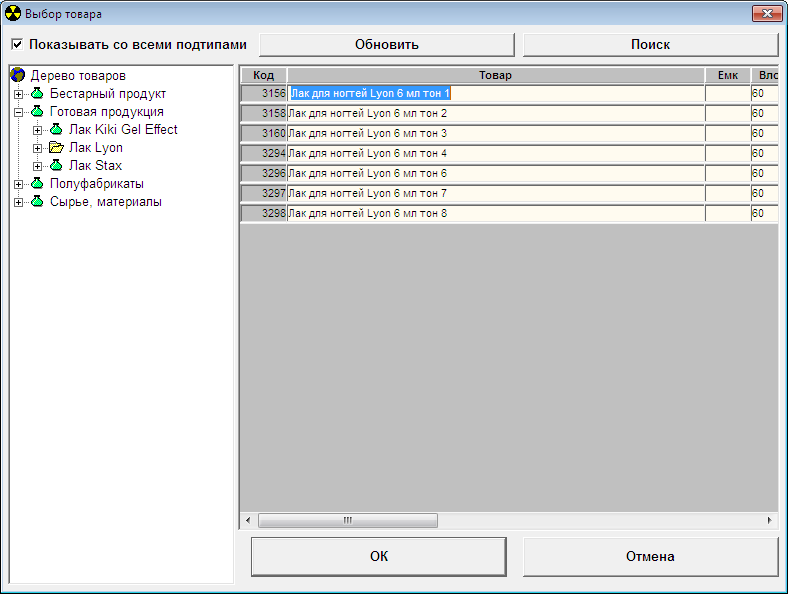 Выбор товара
Показывать со всеми подтипами
Обновить
Поиск
Дерево товаров
Бестарный продукт
Готовая продукция
Лак Kiki Gel Effect
Лак Lyon
Лак Stax
Полуфабрикаты
Сырье, материалы
Код Товар Емк Вло
3156 Лак для ногтей Lyon 6 мл тон 1 60
3158 Лак для ногтей Lyon 6 мл тон 2 60
3160 Лак для ногтей Lyon 6 мл тон 3 60
3294 Лак для ногтей Lyon 6 мл тон 4 60
3296 Лак для ногтей Lyon 6 мл тон 6 60
3297 Лак для ногтей Lyon 6 мл тон 7 60
3298 Лак для ногтей Lyon 6 мл тон 8 60
ОК
Отмена